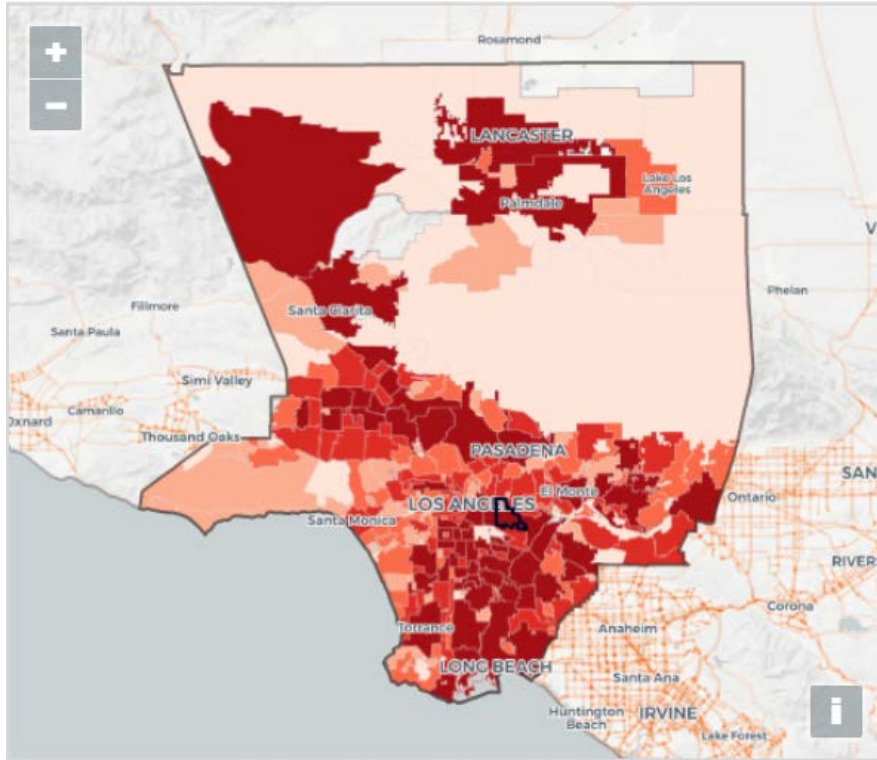 +
−
Rosamond
LANCASTER
Lake Los
Angeles
Palmdale
V
Phelan
Santa Clarita
Fillmore
Santa Paula
Simi Valley
Oxnard
Camarillo
Thousand Oaks
PASADENA
SAN
El Monte
Ontario
LOS ANGELES
Santa Monica
RIVERS
Corona
Torrance
Anaheim
LONG BEACH
Santa Ana
Huntington
Beach
IRVINE
Lake Forest
i